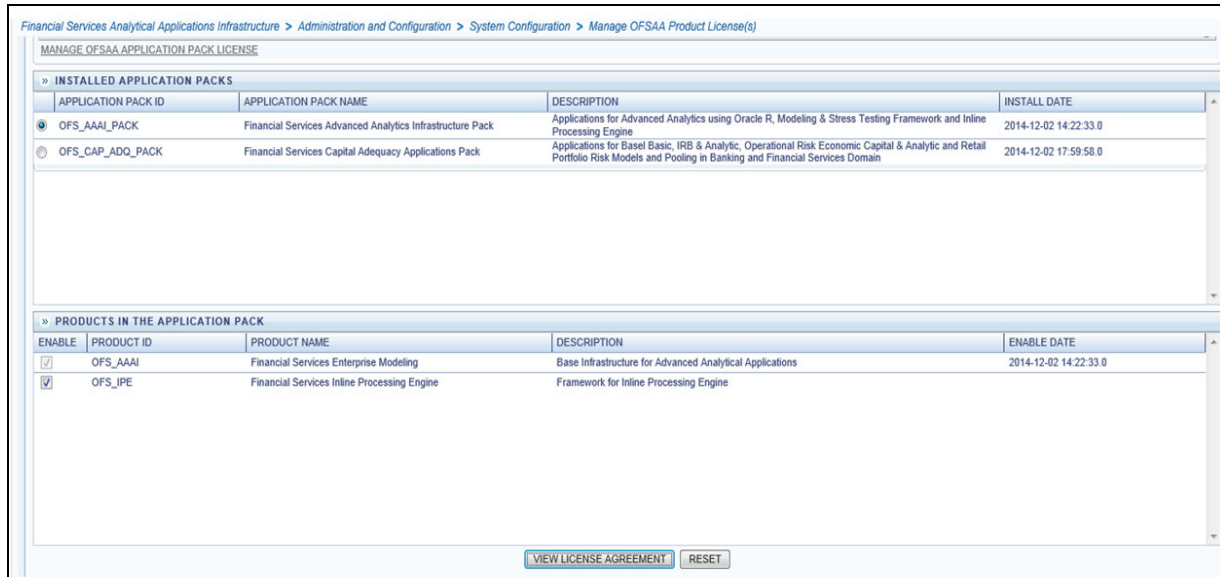 Financial Services Analytical Applications Infrastructure > Administration and Configuration > System Configuration > Manage OFSAA Product License(s)
MANAGE OFSAA APPLICATION PACK LICENSE
» INSTALLED APPLICATION PACKS
APPLICATION PACK ID APPLICATION PACK NAME DESCRIPTION INSTALL DATE
OFS_AAAI_PACK Financial Services Advanced Analytics Infrastructure Pack Applications for Advanced Analytics using Oracle R, Modeling & Stress Testing Framework and Inline 2014-12-02 14:22:33.0
Processing Engine
OFS_CAP_ADQ_PACK Financial Services Capital Adequacy Applications Pack Applications for Basel Basic, IRB & Analytic, Operational Risk Economic Capital & Analytic and Retail 2014-12-02 17:59:58.0
Portfolio Risk Models and Pooling in Banking and Financial Services Domain
» PRODUCTS IN THE APPLICATION PACK
ENABLE PRODUCT ID PRODUCT NAME DESCRIPTION ENABLE DATE
OFS_AAAI Financial Services Enterprise Modeling Base Infrastructure for Advanced Analytical Applications 2014-12-02 14:22:33.0
OFS_IPE Financial Services Inline Processing Engine Framework for Inline Processing Engine
VIEW LICENSE AGREEMENT RESET